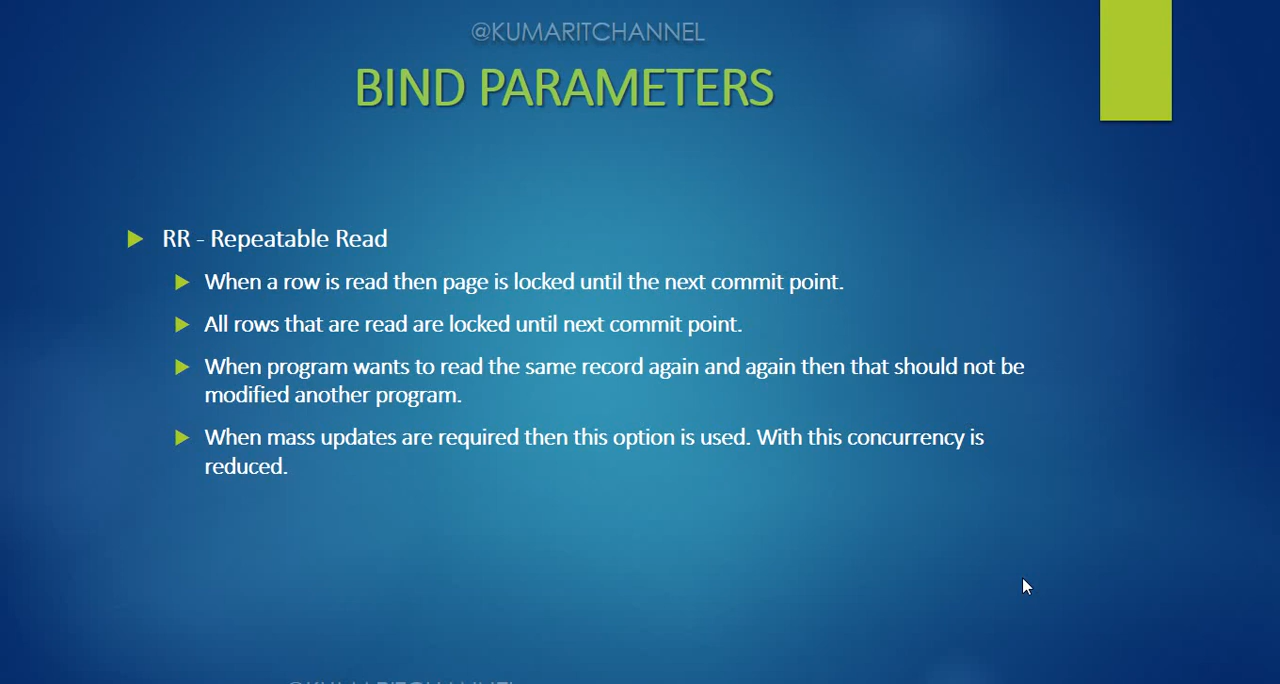 @KUMARITCHANNEL
BIND PARAMETERS
RR - Repeatable Read
When a row is read then page is locked until the next commit point.
All rows that are read are locked until next commit point.
When program wants to read the same record again and again then that should not be
modified another program.
When mass updates are required then this option is used. With this concurrency is
reduced.